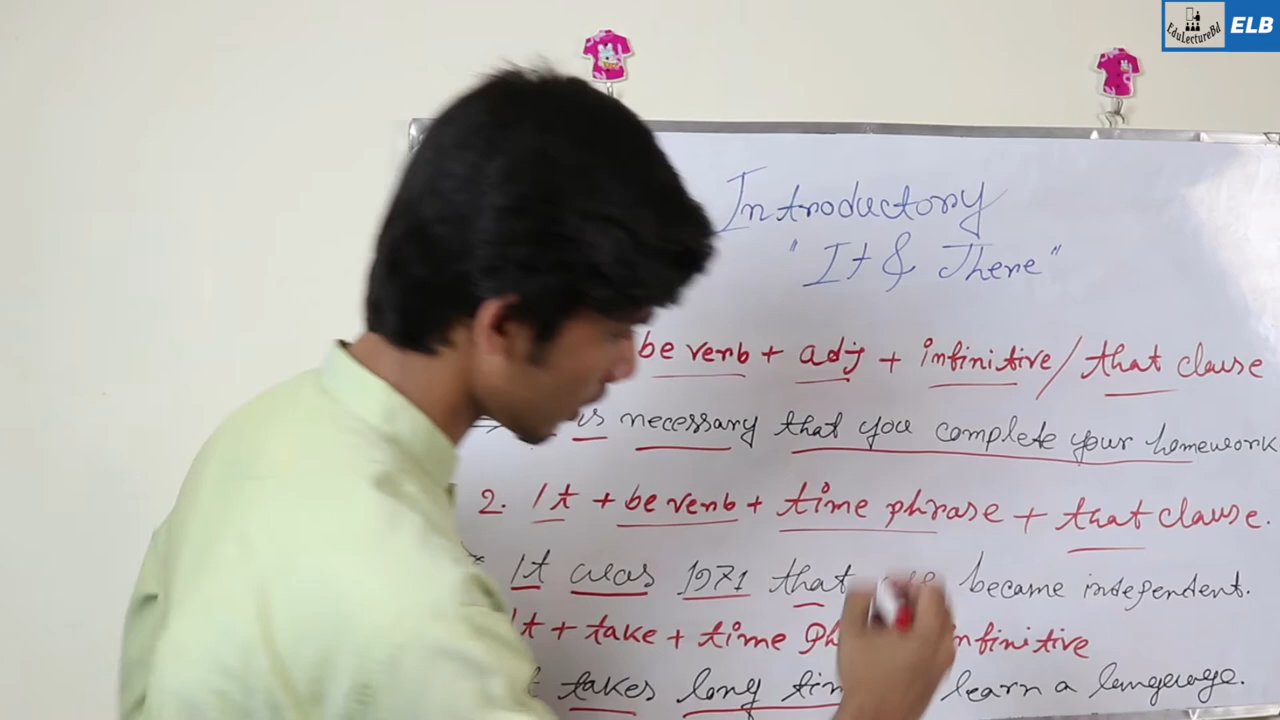 EduLectureBd ELB
Introductory
"It & There"
be verb + adj + infinitive / that clause
is necessary that you complete your homework
2. It + be verb + time phrase + that clause.
It was 1971 that became independent.
It + take + time infinitive
takes long learn a language.